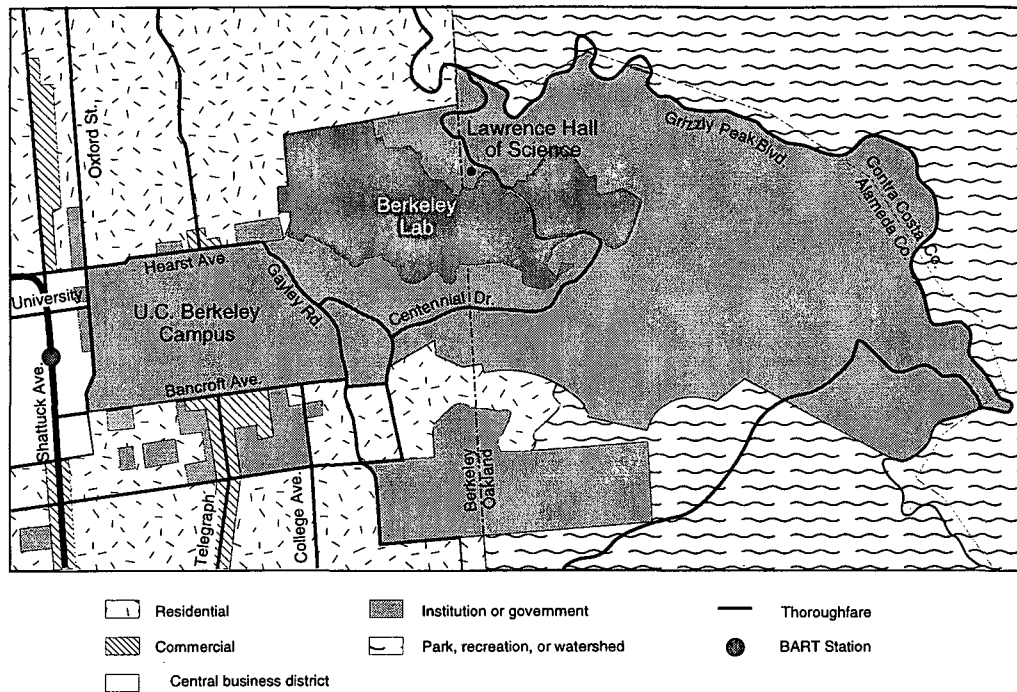 Oxford St.
Grizzly Peak Blvd.
Contra Costa Co.
Alameda Co.
Lawrence Hall
of Science
Berkeley
Lab
Hearst Ave.
Gayley Rd.
University
U.C. Berkeley
Campus
Centennial Dr.
Bancroft Ave.
Shattuck Ave.
Berkeley
Oakland
Telegraph
College Ave.
Residential
Institution or government
Thoroughfare
Commercial
Park, recreation, or watershed
BART Station
Central business district